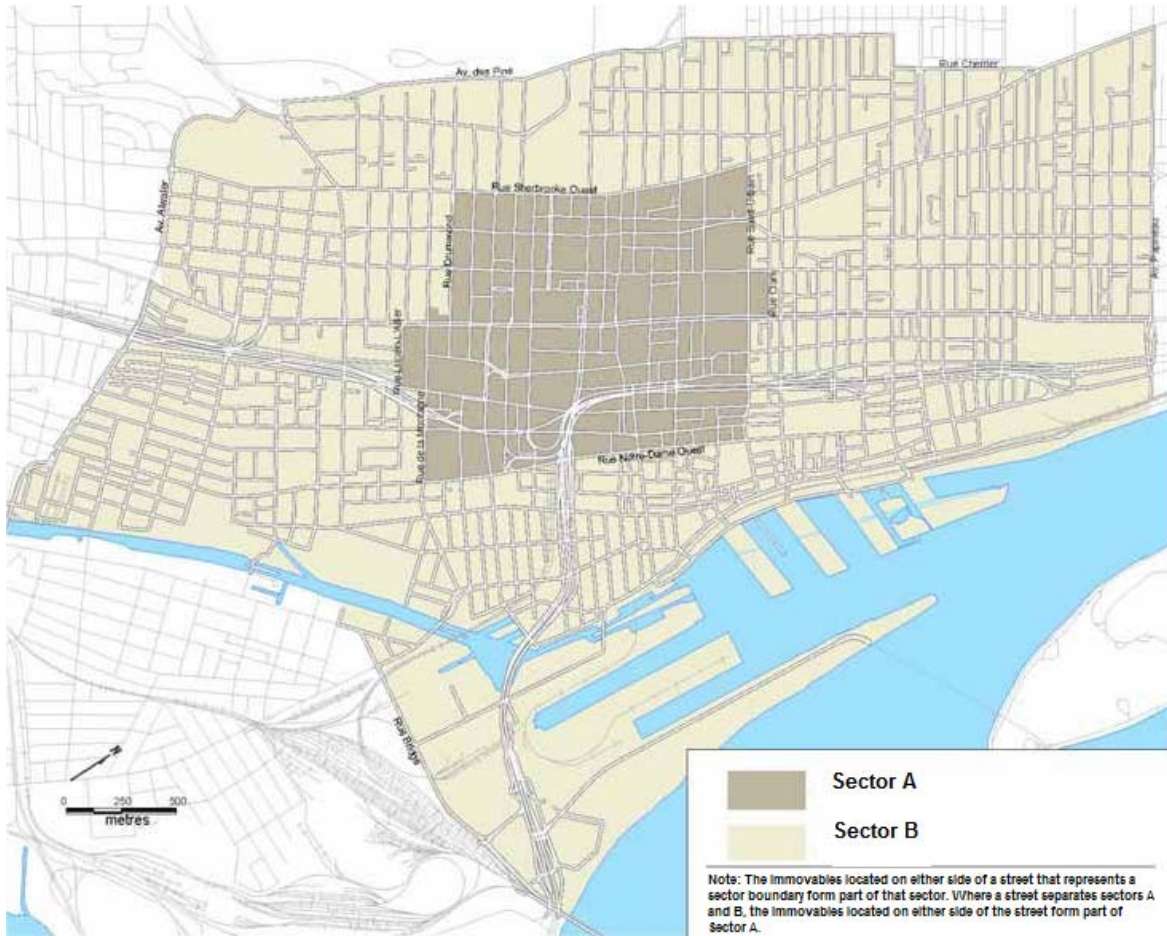 Av. des Pins
Rue Cherrier
Av. Atwater
Rue Sherbrooke Ouest
Rue Drummond
Rue Saint-Urbain
Av. Papineau
Rue Clark
Rue Lucien-L'Allier
Rue de la Montagne
Rue Notre-Dame Ouest
Rue Bridge
N
0 250 500
metres
Sector A
Sector B
Note: The immovables located on either side of a street that represents a
sector boundary form part of that sector. Where a street separates sectors A
and B, the immovables located on either side of the street form part of
Sector A.